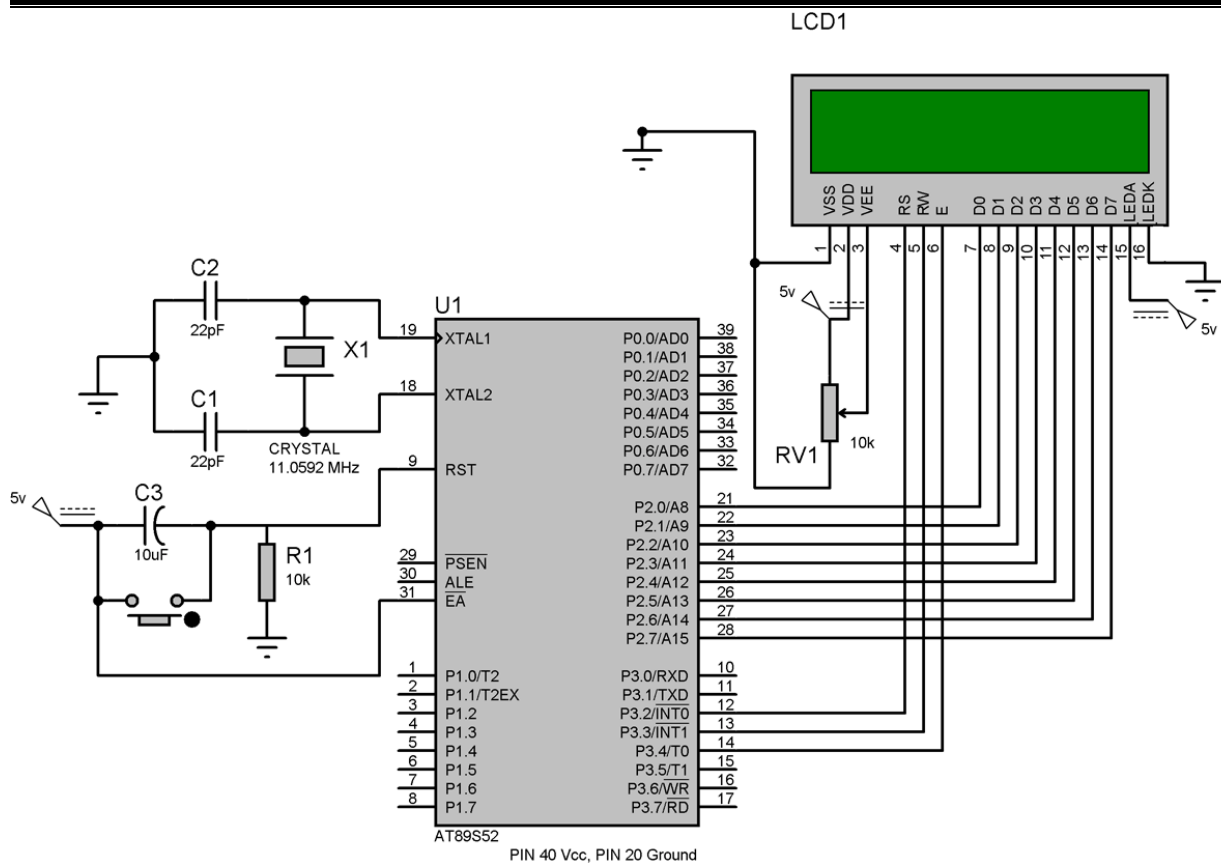 LCD1
VSS
VDD
VEE
RS
RW
E
D0
D1
D2
D3
D4
D5
D6
D7
LEDA
LEDK
1
2
3
4
5
6
7
8
9
10
11
12
13
14
15
16
5v
5v
RV1
10k
C2
22pF
X1
C1
22pF
CRYSTAL
11.0592 MHz
5v
C3
10uF
R1
10k
U1
19 XTAL1
18 XTAL2
9 RST
29 PSEN
30 ALE
31 EA
1 P1.0/T2
2 P1.1/T2EX
3 P1.2
4 P1.3
5 P1.4
6 P1.5
7 P1.6
8 P1.7
P0.0/AD0 39
P0.1/AD1 38
P0.2/AD2 37
P0.3/AD3 36
P0.4/AD4 35
P0.5/AD5 34
P0.6/AD6 33
P0.7/AD7 32
P2.0/A8 21
P2.1/A9 22
P2.2/A10 23
P2.3/A11 24
P2.4/A12 25
P2.5/A13 26
P2.6/A14 27
P2.7/A15 28
P3.0/RXD 10
P3.1/TXD 11
P3.2/INT0 12
P3.3/INT1 13
P3.4/T0 14
P3.5/T1 15
P3.6/WR 16
P3.7/RD 17
AT89S52
PIN 40 Vcc, PIN 20 Ground